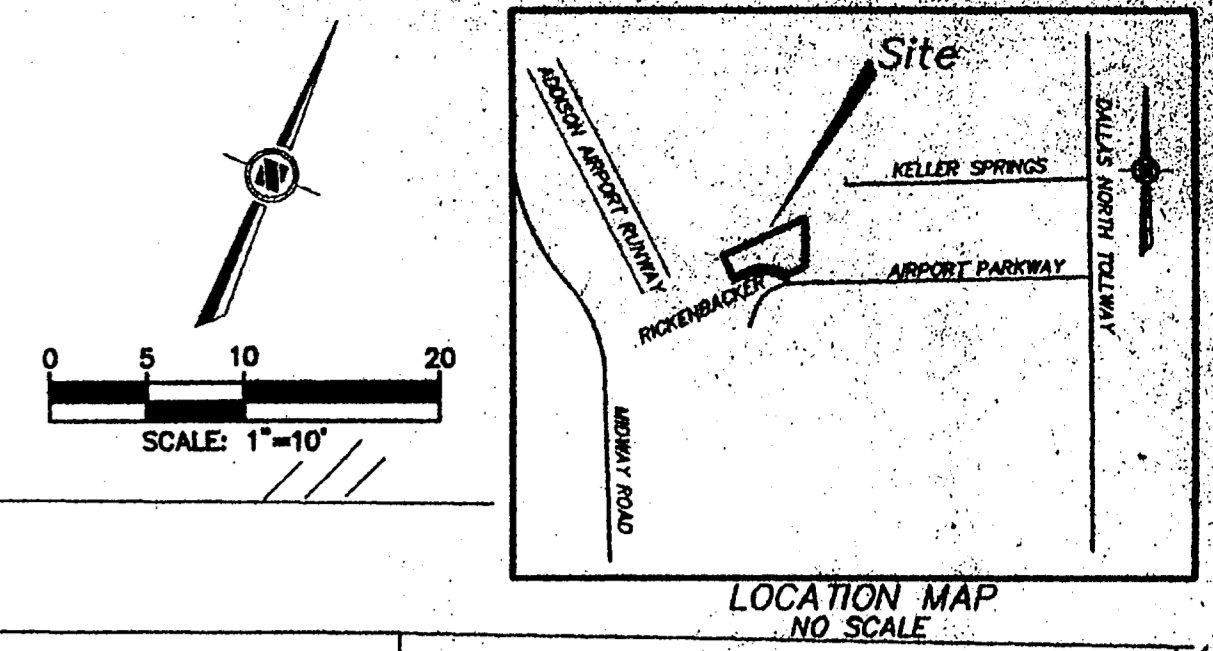 0 5 10 20
SCALE: 1"=10'
Site
ADDISON AIRPORT RUNWAY
KELLER SPRINGS
DALLAS NORTH TOLLWAY
AIRPORT PARKWAY
RICKENBACKER
MIDWAY ROAD
LOCATION MAP
NO SCALE